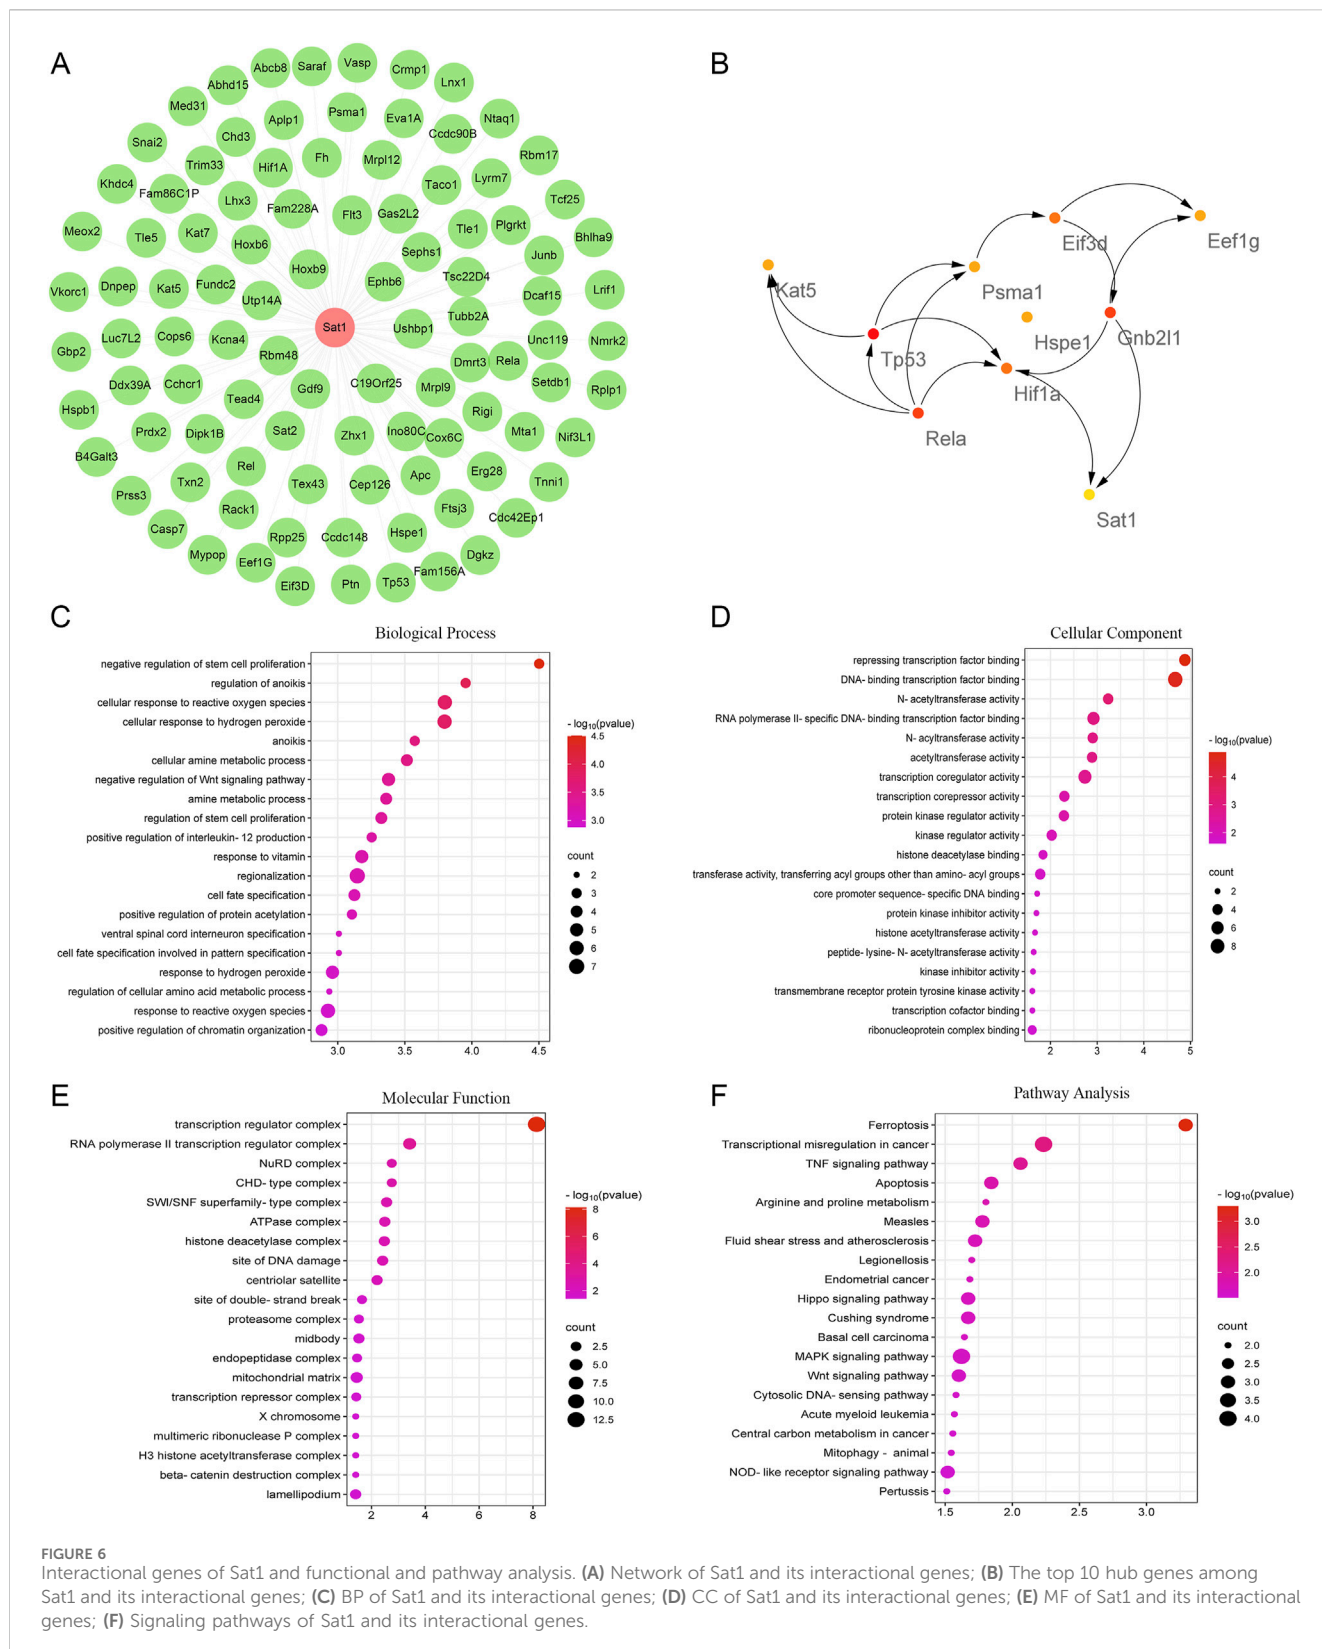 A
Vasp
Saraf
Abcb8
Crmp1
Abhd15
Lnx1
Med31
Psma1
Aplp1
Eva1A
Ntaq1
Snai2
Chd3
Ccdc90B
Trim33
Hif1A
Fh
Mrpl12
Rbm17
Khdc4
Fam86C1P
Lhx3
Fam228A
Flt3
Gas2L2
Taco1
Lyrm7
Tcf25
Meox2
Tle5
Kat7
Hoxb6
Tle1
Plgrkt
Bhlha9
Hoxb9
Sephs1
Junb
Vkorc1
Dnpep
Kat5
Fundc2
Utp14A
Ephb6
Tsc22D4
Dcaf15
Lrif1
Sat1
Ushbp1
Tubb2A
Gbp2
Luc7L2
Cops6
Kcna4
Rbm48
Unc119
Nmrk2
Dmrt3
Rela
Ddx39A
Cchcr1
Tead4
Gdf9
C19Orf25
Mrpl9
Setdb1
Rplp1
Hspb1
Prdx2
Dipk1B
Sat2
Zhx1
Ino80C
Cox6C
Rigi
Mta1
Nif3L1
B4Galt3
Rel
Txn2
Tex43
Cep126
Apc
Erg28
Tnni1
Prss3
Rack1
Ftsj3
Cdc42Ep1
Casp7
Rpp25
Ccdc148
Hspe1
Mypop
Eef1G
Dgkz
Eif3D
Ptn
Tp53
Fam156A
B
Eif3d
Eef1g
Kat5
Psma1
Hspe1
Gnb2l1
Tp53
Hif1a
Rela
Sat1
C
Biological Process
negative regulation of stem cell proliferation
regulation of anoikis
cellular response to reactive oxygen species
cellular response to hydrogen peroxide
anoikis
cellular amine metabolic process
negative regulation of Wnt signaling pathway
amine metabolic process
regulation of stem cell proliferation
positive regulation of interleukin- 12 production
response to vitamin
regionalization
cell fate specification
positive regulation of protein acetylation
ventral spinal cord interneuron specification
cell fate specification involved in pattern specification
response to hydrogen peroxide
regulation of cellular amino acid metabolic process
response to reactive oxygen species
positive regulation of chromatin organization
3.0 3.5 4.0 4.5
- log10(pvalue)
4.5
4.0
3.5
3.0
count
2
3
4
5
6
7
D
Cellular Component
repressing transcription factor binding
DNA- binding transcription factor binding
N- acetyltransferase activity
RNA polymerase II- specific DNA- binding transcription factor binding
N- acyltransferase activity
acetyltransferase activity
transcription coregulator activity
transcription corepressor activity
protein kinase regulator activity
kinase regulator activity
histone deacetylase binding
transferase activity, transferring acyl groups other than amino- acyl groups
core promoter sequence- specific DNA binding
protein kinase inhibitor activity
histone acetyltransferase activity
peptide- lysine- N- acetyltransferase activity
kinase inhibitor activity
transmembrane receptor protein tyrosine kinase activity
transcription cofactor binding
ribonucleoprotein complex binding
2 3 4 5
- log10(pvalue)
4
3
2
count
2
4
6
8
E
Molecular Function
transcription regulator complex
RNA polymerase II transcription regulator complex
NuRD complex
CHD- type complex
SWI/SNF superfamily- type complex
ATPase complex
histone deacetylase complex
site of DNA damage
centriolar satellite
site of double- strand break
proteasome complex
midbody
endopeptidase complex
mitochondrial matrix
transcription repressor complex
X chromosome
multimeric ribonuclease P complex
H3 histone acetyltransferase complex
beta- catenin destruction complex
lamellipodium
2 4 6 8
- log10(pvalue)
8
6
4
2
count
2.5
5.0
7.5
10.0
12.5
F
Pathway Analysis
Ferroptosis
Transcriptional misregulation in cancer
TNF signaling pathway
Apoptosis
Arginine and proline metabolism
Measles
Fluid shear stress and atherosclerosis
Legionellosis
Endometrial cancer
Hippo signaling pathway
Cushing syndrome
Basal cell carcinoma
MAPK signaling pathway
Wnt signaling pathway
Cytosolic DNA- sensing pathway
Acute myeloid leukemia
Central carbon metabolism in cancer
Mitophagy - animal
NOD- like receptor signaling pathway
Pertussis
1.5 2.0 2.5 3.0
- log10(pvalue)
3.0
2.5
2.0
count
2.0
2.5
3.0
3.5
4.0
FIGURE 6
Interactional genes of Sat1 and functional and pathway analysis. (A) Network of Sat1 and its interactional genes; (B) The top 10 hub genes among
Sat1 and its interactional genes; (C) BP of Sat1 and its interactional genes; (D) CC of Sat1 and its interactional genes; (E) MF of Sat1 and its interactional
genes; (F) Signaling pathways of Sat1 and its interactional genes.